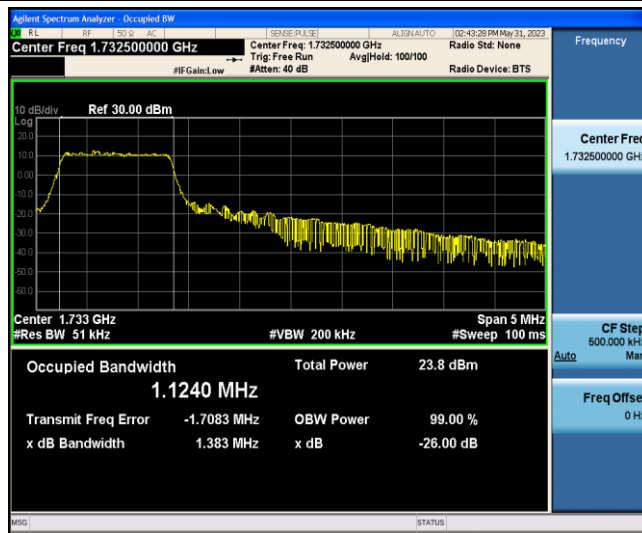 Agilent Spectrum Analyzer - Occupied BW
RL RF 50 Ω AC SENSE:PULSE ALIGN AUTO 02:43:28 PM May 31, 2023
Center Freq 1.732500000 GHz
Center Freq: 1.732500000 GHz
Radio Std: None
Trig: Free Run Avg|Hold: 100/100
#IFGain:Low
#Atten: 40 dB
Radio Device: BTS
10 dB/div Ref 30.00 dBm
Log
20.0
10.0
0.00
-10.0
-20.0
-30.0
-40.0
-50.0
-60.0
Center 1.733 GHz Span 5 MHz
#Res BW 51 kHz #VBW 200 kHz #Sweep 100 ms
Occupied Bandwidth Total Power 23.8 dBm
1.1240 MHz
Transmit Freq Error -1.7083 MHz OBW Power 99.00 %
x dB Bandwidth 1.383 MHz x dB -26.00 dB
MSG STATUS
Frequency
Center Freq
1.732500000 GHz
CF Step
500.000 kHz
Auto Man
Freq Offset
0 Hz